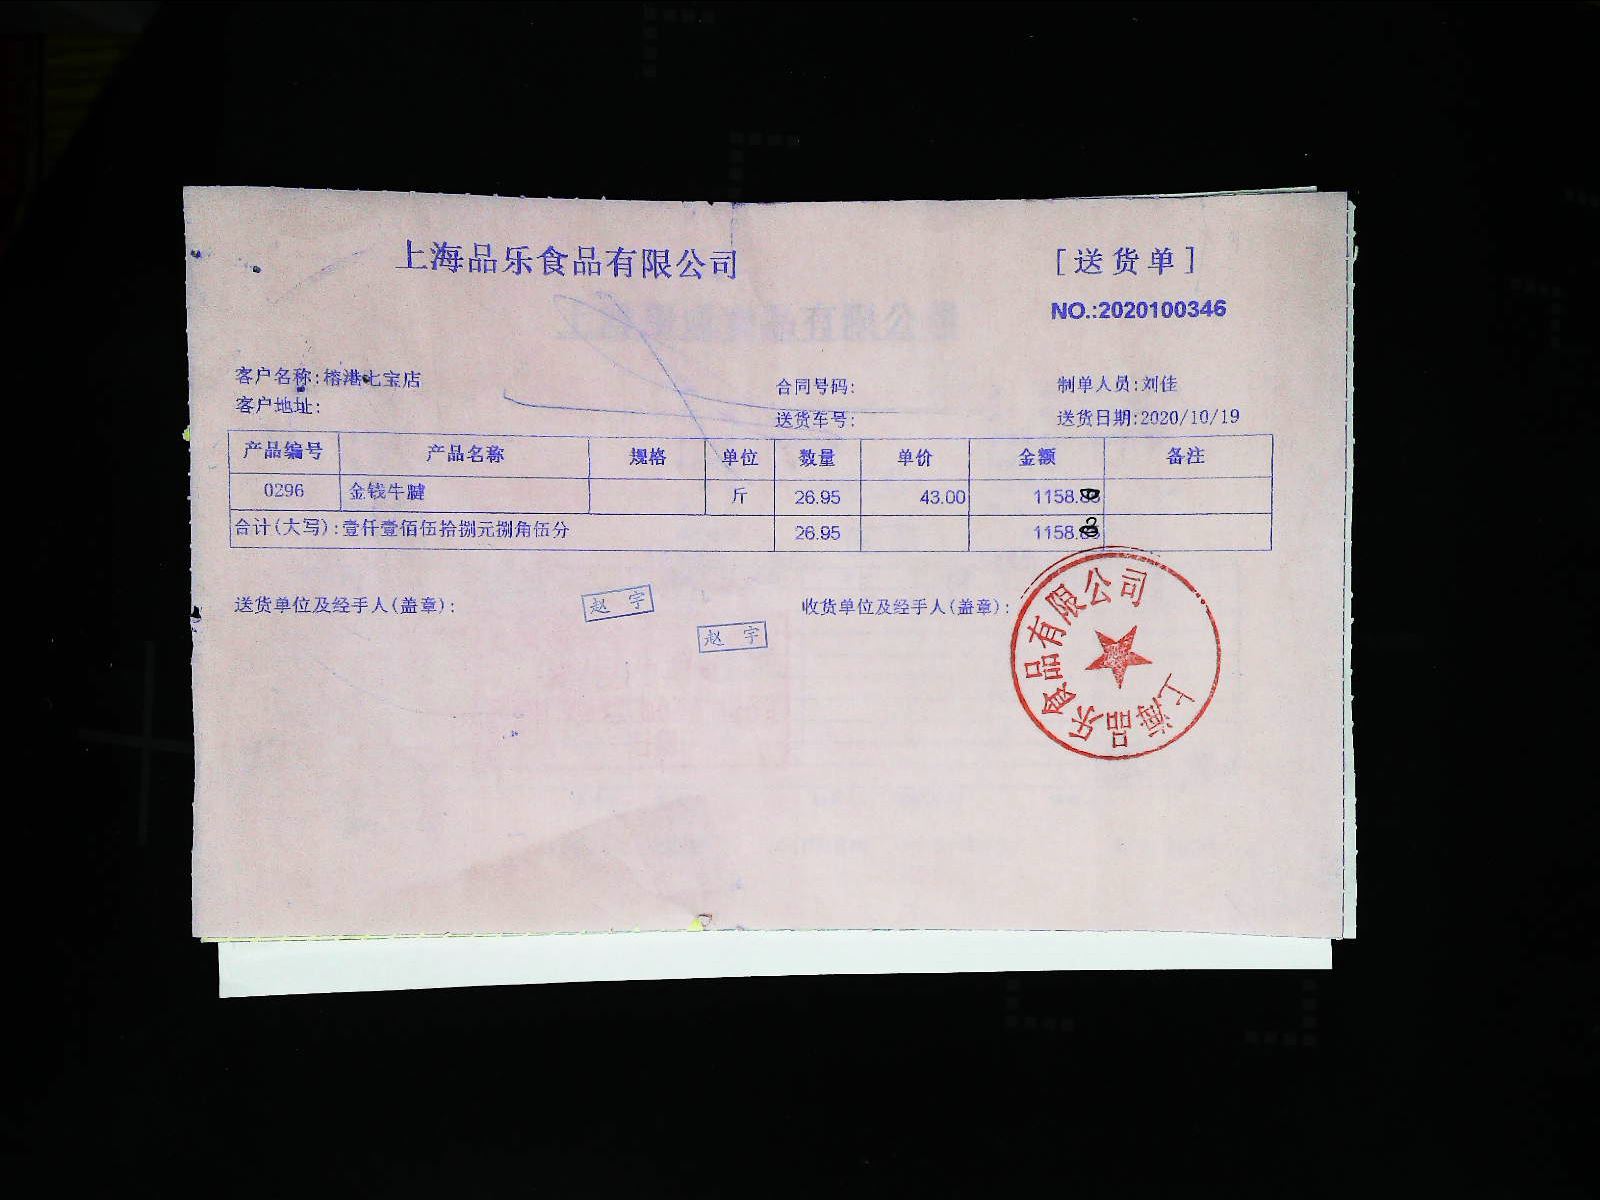 上海品乐食品有限公司
[送货单]
NO.:2020100346
客户名称:榕港七宝店
合同号码:
制单人员:刘佳
客户地址:
送货车号:
送货日期:2020/10/19
产品编号 产品名称 规格 单位 数量 单价 金额 备注
0296 金钱牛腱 斤 26.95 43.00 1158.
合计(大写):壹仟壹佰伍拾捌元捌角伍分 26.95 1158.
送货单位及经手人(盖章):
赵宇
赵宇
收货单位及经手人(盖章):
上海品乐食品有限公司